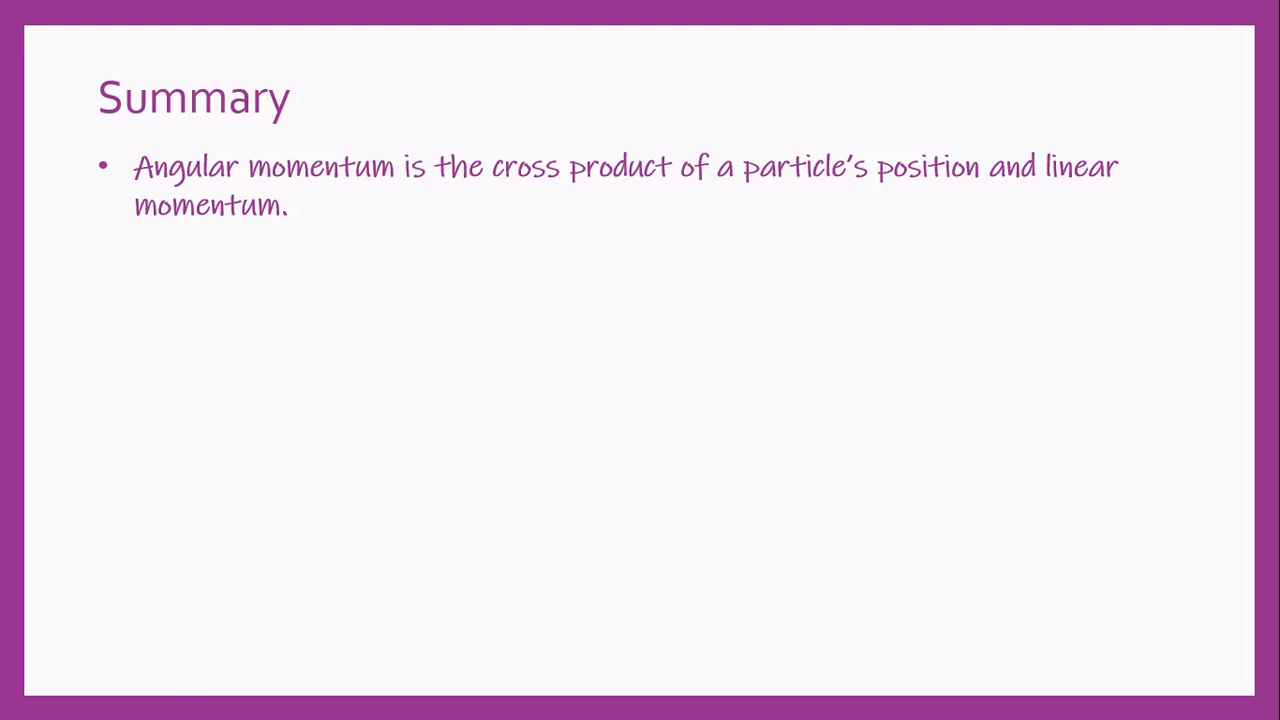 Summary
• Angular momentum is the cross product of a particle's position and linear
momentum.